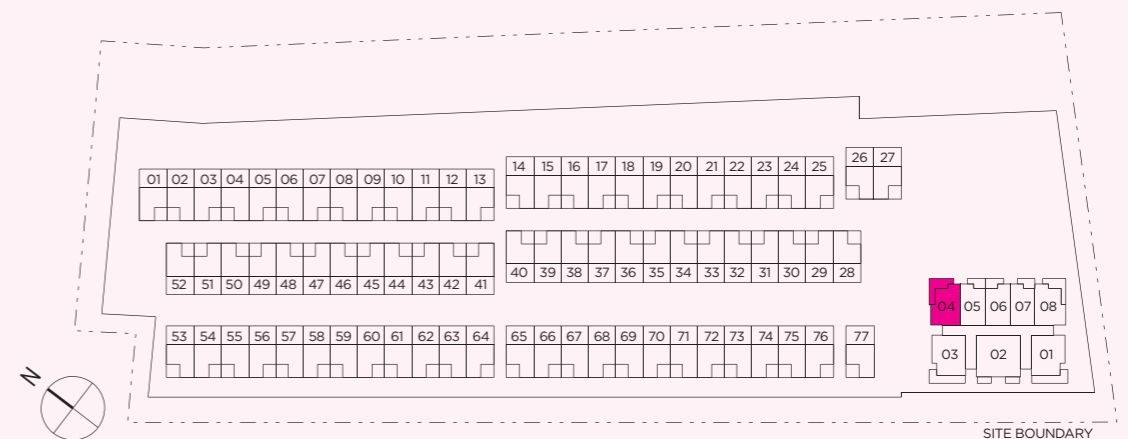 26 27
14 15 16 17 18 19 20 21 22 23 24 25
01 02 03 04 05 06 07 08 09 10 11 12 13
40 39 38 37 36 35 34 33 32 31 30 29 28
52 51 50 49 48 47 46 45 44 43 42 41
04 05 06 07 08
53 54 55 56 57 58 59 60 61 62 63 64
65 66 67 68 69 70 71 72 73 74 75 76 77
03 02 01
N
SITE BOUNDARY